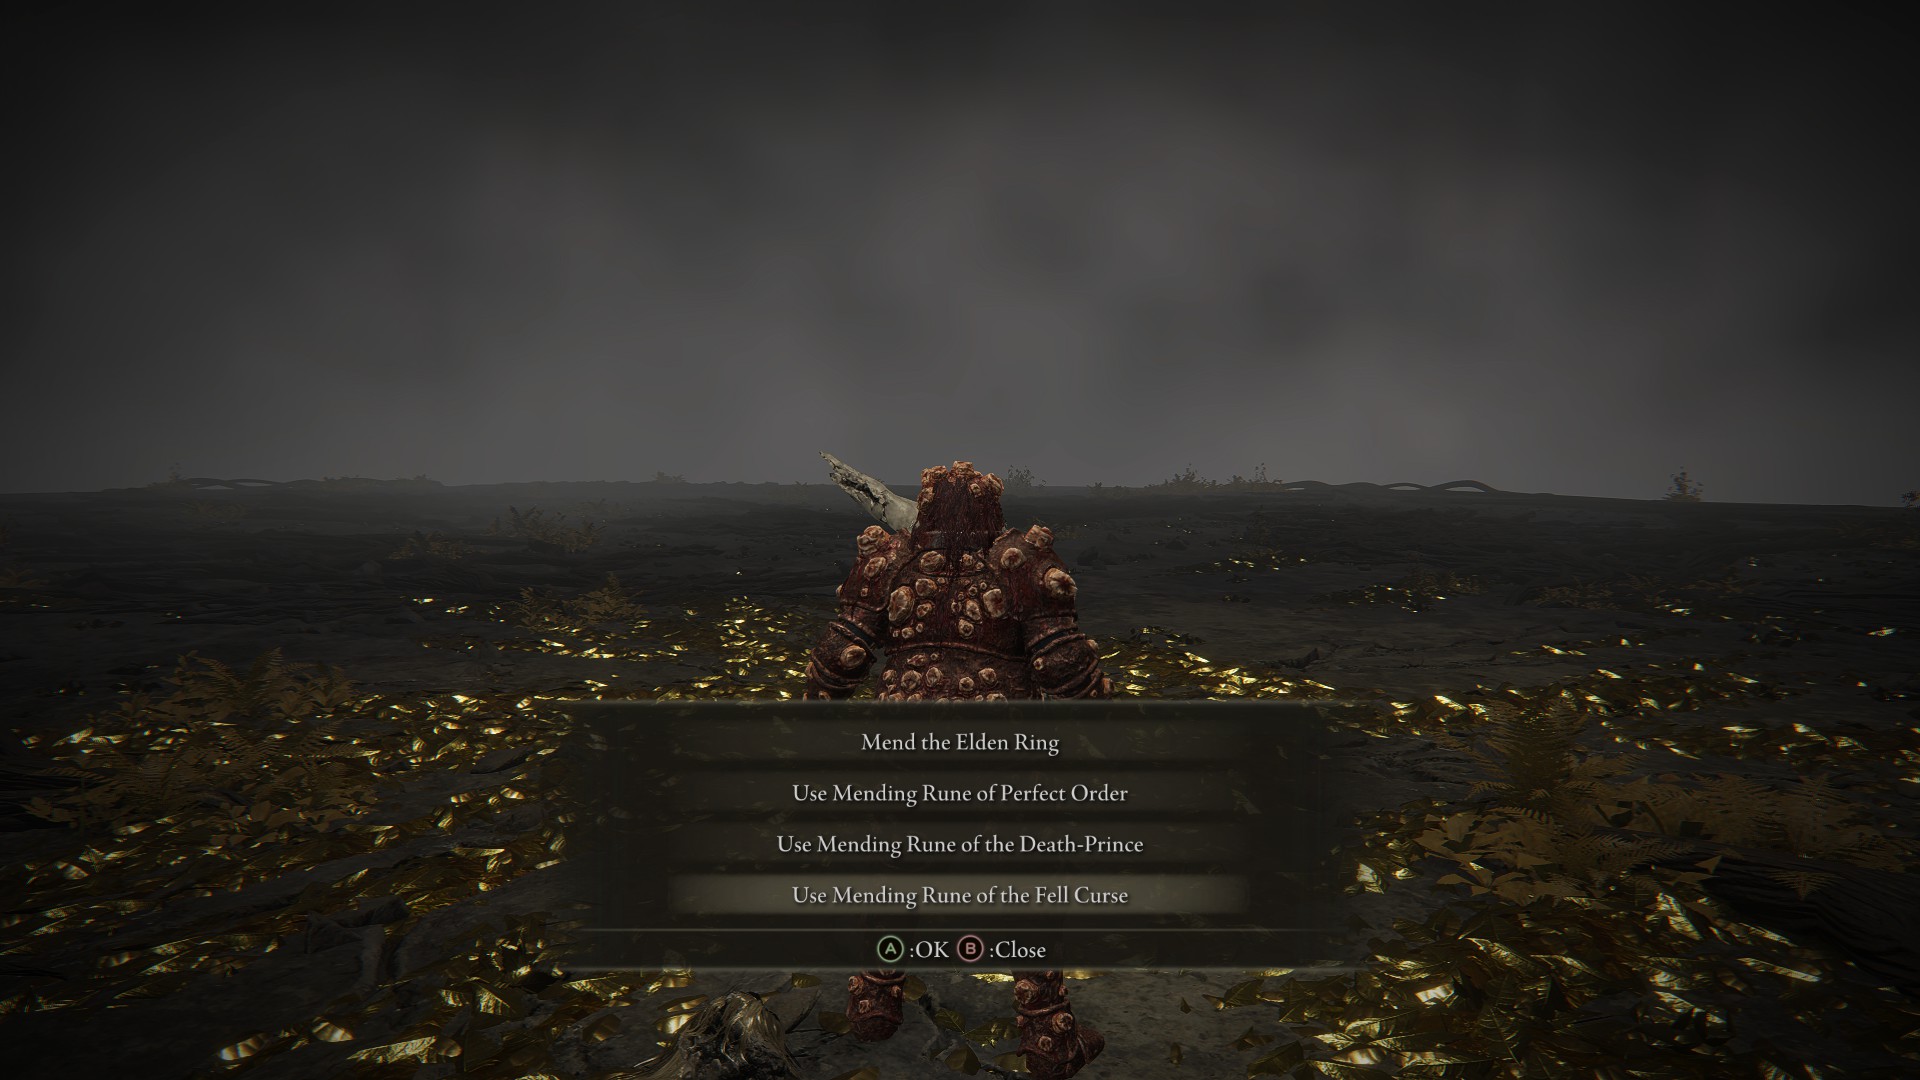 Mend the Elden Ring
Use Mending Rune of Perfect Order
Use Mending Rune of the Death-Prince
Use Mending Rune of the Fell Curse
A :OK B :Close